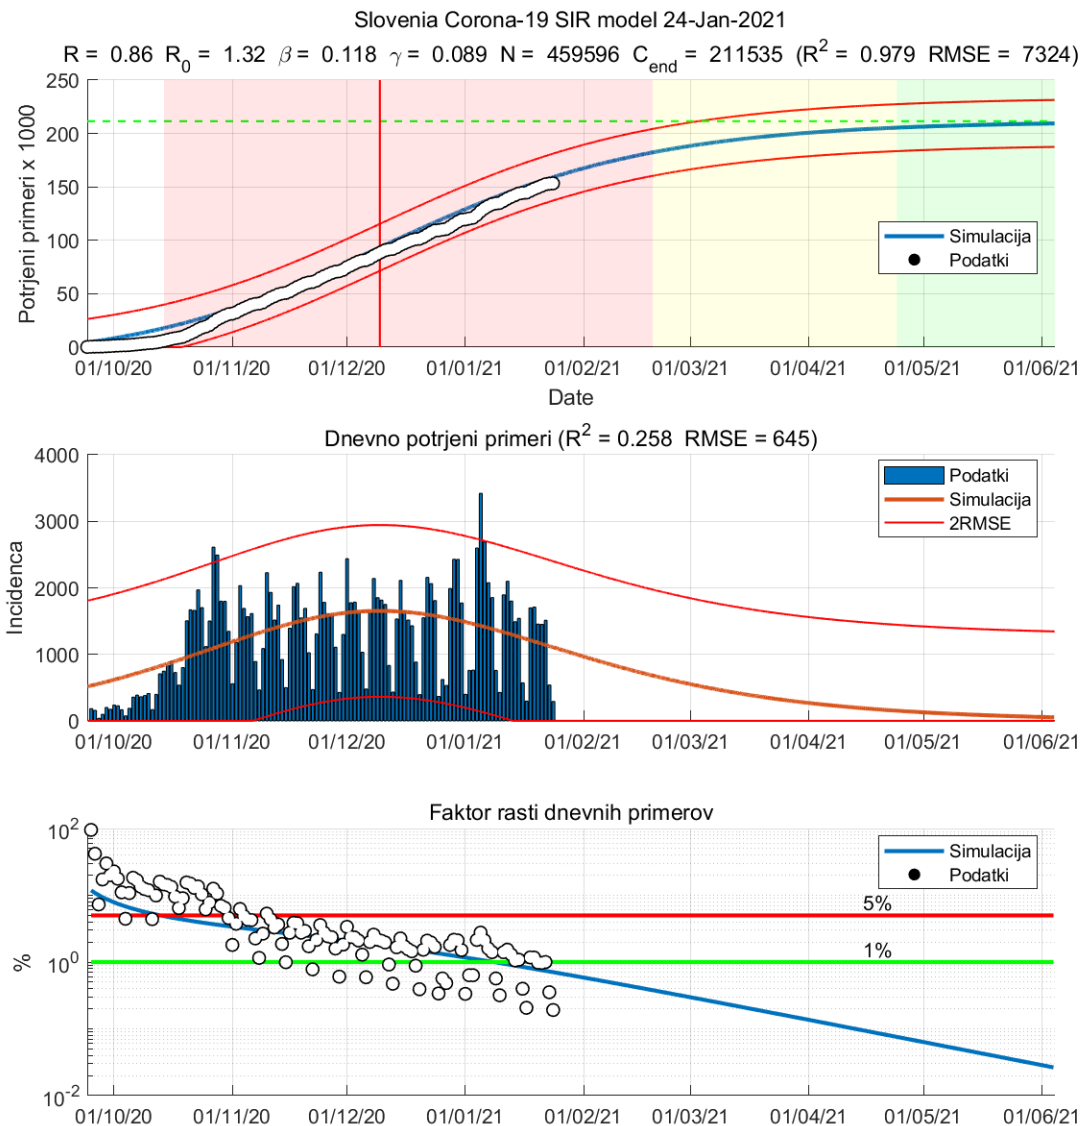 Slovenia Corona-19 SIR model 24-Jan-2021
R = 0.86 R0 = 1.32 β = 0.118 γ = 0.089 N = 459596 Cend = 211535 (R2 = 0.979 RMSE = 7324)
250
200
150
100
50
0
Potrjeni primeri x 1000
Simulacija
Podatki
01/10/20 01/11/20 01/12/20 01/01/21 01/02/21 01/03/21 01/04/21 01/05/21 01/06/21
Date
Dnevno potrjeni primeri (R2 = 0.258 RMSE = 645)
4000
3000
2000
1000
0
Incidenca
Podatki
Simulacija
2RMSE
01/10/20 01/11/20 01/12/20 01/01/21 01/02/21 01/03/21 01/04/21 01/05/21 01/06/21
Faktor rasti dnevnih primerov
10^2
10^0
10^-2
%
Simulacija
Podatki
5%
1%
01/10/20 01/11/20 01/12/20 01/01/21 01/02/21 01/03/21 01/04/21 01/05/21 01/06/21